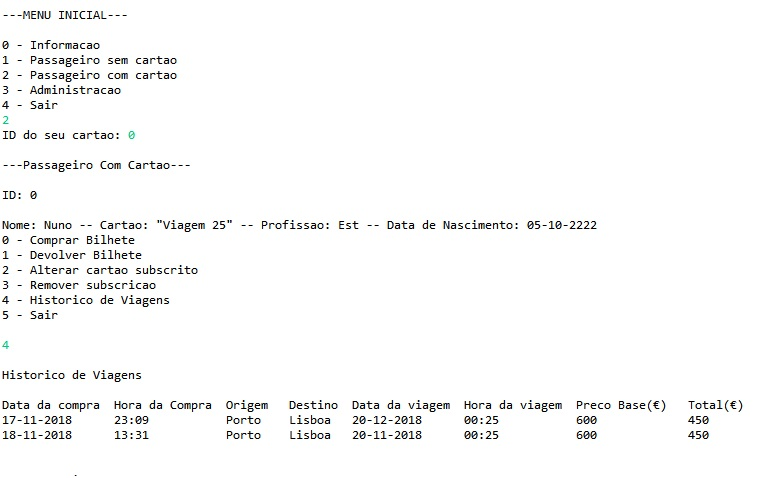 ---MENU INICIAL---
0 - Informacao
1 - Passageiro sem cartao
2 - Passageiro com cartao
3 - Administracao
4 - Sair
2
ID do seu cartao: 0
---Passageiro Com Cartao---
ID: 0
Nome: Nuno -- Cartao: "Viagem 25" -- Profissao: Est -- Data de Nascimento: 05-10-2222
0 - Comprar Bilhete
1 - Devolver Bilhete
2 - Alterar cartao subscrito
3 - Remover subscricao
4 - Historico de Viagens
5 - Sair
4
Historico de Viagens
Data da compra  Hora da Compra  Origem   Destino  Data da viagem  Hora da viagem  Preco Base(€)   Total(€)
17-11-2018      23:09           Porto    Lisboa   20-12-2018      00:25           600             450
18-11-2018      13:31           Porto    Lisboa   20-11-2018      00:25           600             450